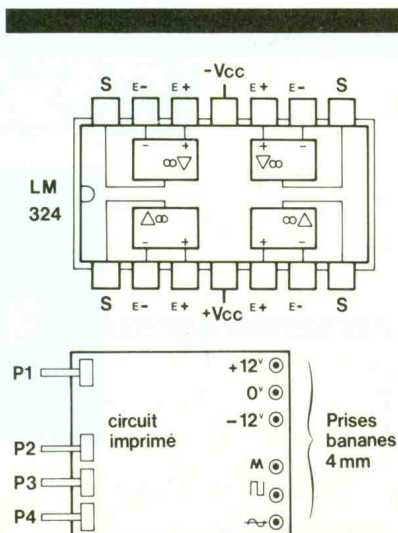 -Vcc
S E- E+ E+ E- S
- + + -
∞ ∞
LM
324
∞ ∞
- + + -
S E- E+ +Vcc E+ E- S
P1
P2
P3
P4
circuit
imprimé
+12v
0v
-12v
Prises
bananes
4 mm